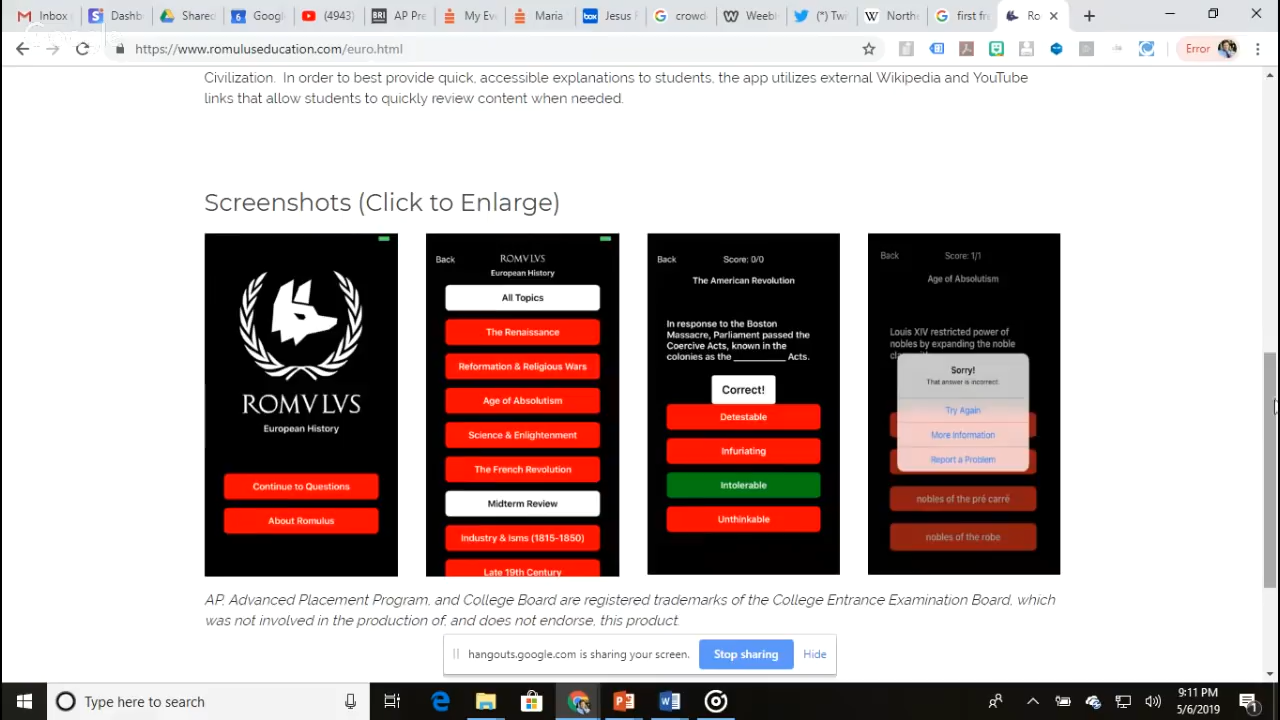 Gmail
AP D
Shared
Google
(4943)
BRI
AP Pre
My Eve
Maria
box
Jesus F
crowd
Weeb
(*) Tw
W
North
first fre
Ro
https://www.romuluseducation.com/euro.html
Error
Civilization. In order to best provide quick, accessible explanations to students, the app utilizes external Wikipedia and YouTube
links that allow students to quickly review content when needed.
Screenshots (Click to Enlarge)
ROMVLVS
European History
Continue to Questions
About Romulus
Back
ROMVLVS
European History
All Topics
The Renaissance
Reformation & Religious Wars
Age of Absolutism
Science & Enlightenment
The French Revolution
Midterm Review
Industry & Isms (1815-1850)
Late 19th Century
Back
Score: 0/0
The American Revolution
In response to the Boston
Massacre, Parliament passed the
Coercive Acts, known in the
colonies as the __________ Acts.
Correct!
Detestable
Infuriating
Intolerable
Unthinkable
Back
Score: 1/1
Age of Absolutism
Louis XIV restricted power of
nobles by expanding the noble
Sorry!
That answer is incorrect.
Try Again
More Information
Report a Problem
nobles of the pré carré
nobles of the robe
AP, Advanced Placement Program, and College Board are registered trademarks of the College Entrance Examination Board, which
was not involved in the production of, and does not endorse, this product.
hangouts.google.com is sharing your screen.
Stop sharing
Hide
Type here to search
9:11 PM
5/6/2019
1